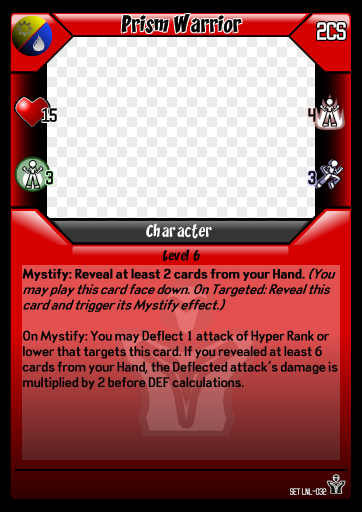 Prism Warrior
2CS
15
4
3
3
Character
Level 6
Mystify: Reveal at least 2 cards from your Hand. (You
may play this card face down. On Targeted: Reveal this
card and trigger its Mystify effect.)
On Mystify: You may Deflect 1 attack of Hyper Rank or
lower that targets this card. If you revealed at least 6
cards from your Hand, the Deflected attack's damage is
multiplied by 2 before DEF calculations.
SET LNL-032